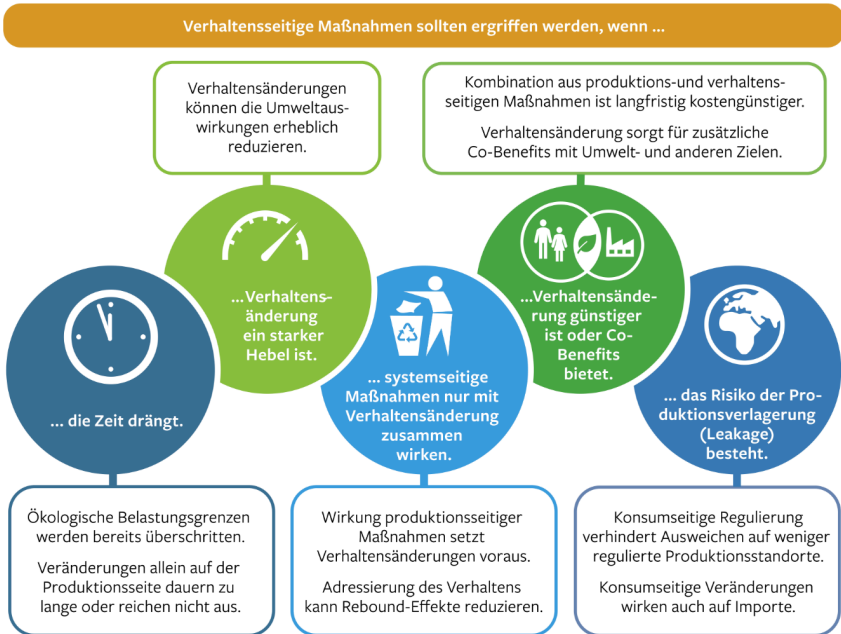 Verhaltensseitige Maßnahmen sollten ergriffen werden, wenn ...
Verhaltensänderungen
können die Umweltaus-
wirkungen erheblich
reduzieren.
Kombination aus produktions-und verhaltens-
seitigen Maßnahmen ist langfristig kostengünstiger.
Verhaltensänderung sorgt für zusätzliche
Co-Benefits mit Umwelt- und anderen Zielen.
... die Zeit drängt.
...Verhaltens-
änderung
ein starker
Hebel ist.
... systemseitige
Maßnahmen nur mit
Verhaltensänderung
zusammen
wirken.
...Verhaltensände-
rung günstiger
ist oder Co-
Benefits
bietet.
... das Risiko der Pro-
duktionsverlagerung
(Leakage)
besteht.
Ökologische Belastungsgrenzen
werden bereits überschritten.
Veränderungen allein auf der
Produktionsseite dauern zu
lange oder reichen nicht aus.
Wirkung produktionsseitiger
Maßnahmen setzt
Verhaltensänderungen voraus.
Adressierung des Verhaltens
kann Rebound-Effekte reduzieren.
Konsumseitige Regulierung
verhindert Ausweichen auf weniger
regulierte Produktionsstandorte.
Konsumseitige Veränderungen
wirken auch auf Importe.